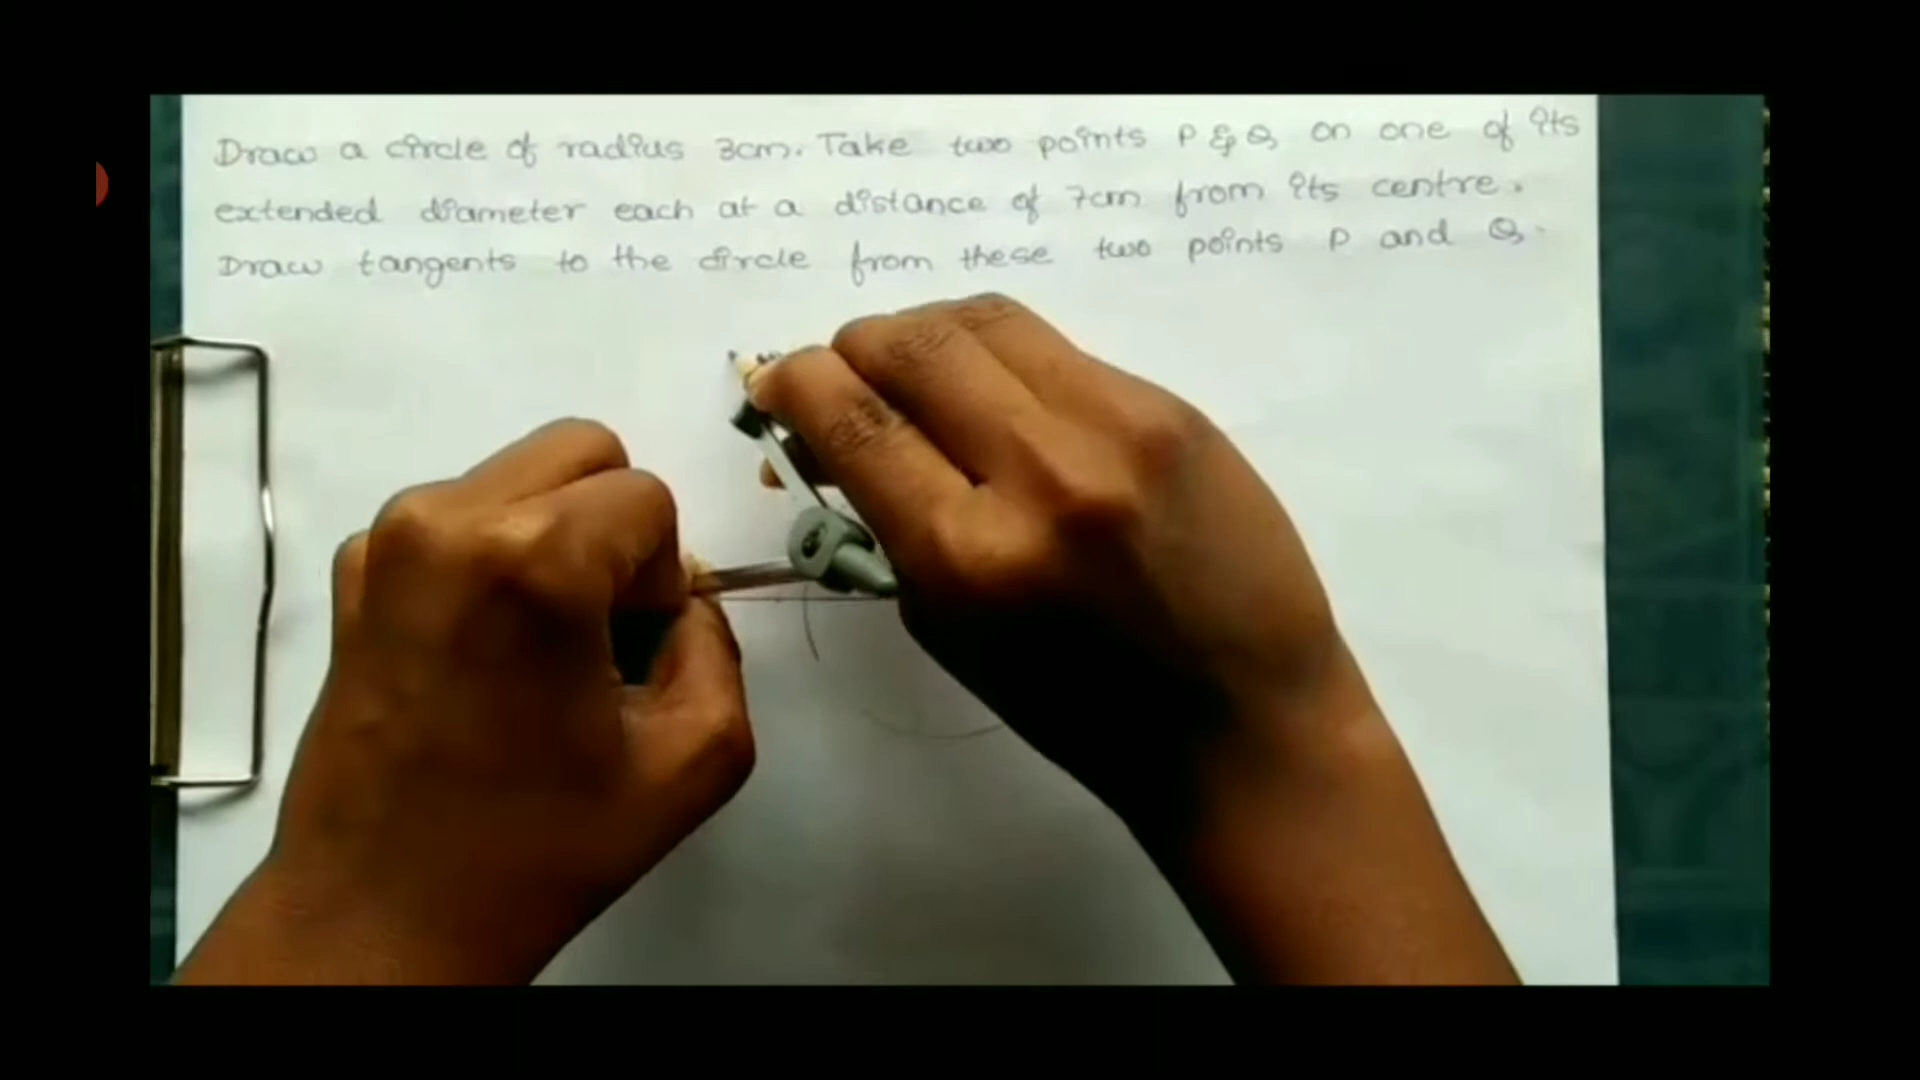 Draw a circle of radius 3cm. Take two points P & Q on one of its
extended diameter each at a distance of 7cm from its centre.
Draw tangents to the circle from these two points P and Q.